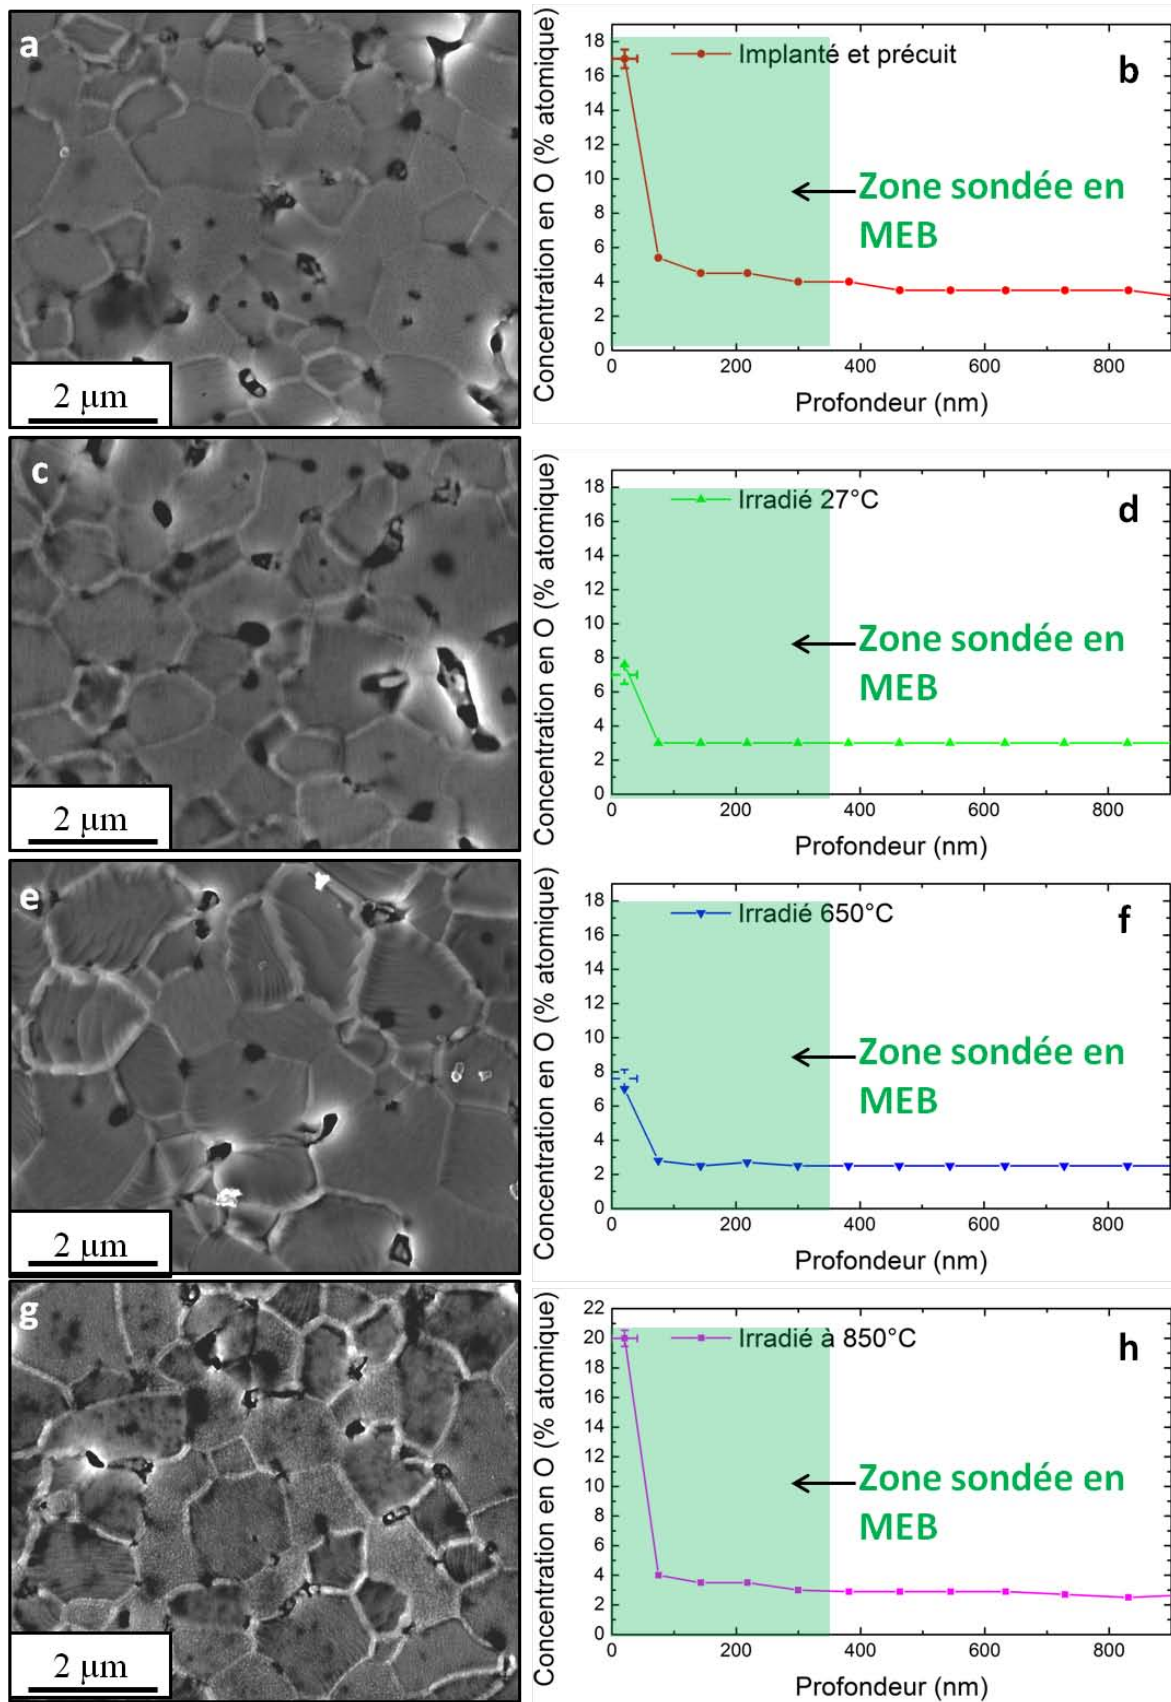 a
2 µm
Concentration en O (% atomique)
18
16
14
12
10
8
6
4
2
0
Implanté et précuit
b
Zone sondée en
MEB
0 200 400 600 800
Profondeur (nm)
c
2 µm
Concentration en O (% atomique)
18
16
14
12
10
8
6
4
2
0
Irradié 27°C
d
Zone sondée en
MEB
0 200 400 600 800
Profondeur (nm)
e
2 µm
Concentration en O (% atomique)
18
16
14
12
10
8
6
4
2
0
Irradié 650°C
f
Zone sondée en
MEB
0 200 400 600 800
Profondeur (nm)
g
2 µm
Concentration en O (% atomique)
22
20
18
16
14
12
10
8
6
4
2
0
Irradié à 850°C
h
Zone sondée en
MEB
0 200 400 600 800
Profondeur (nm)